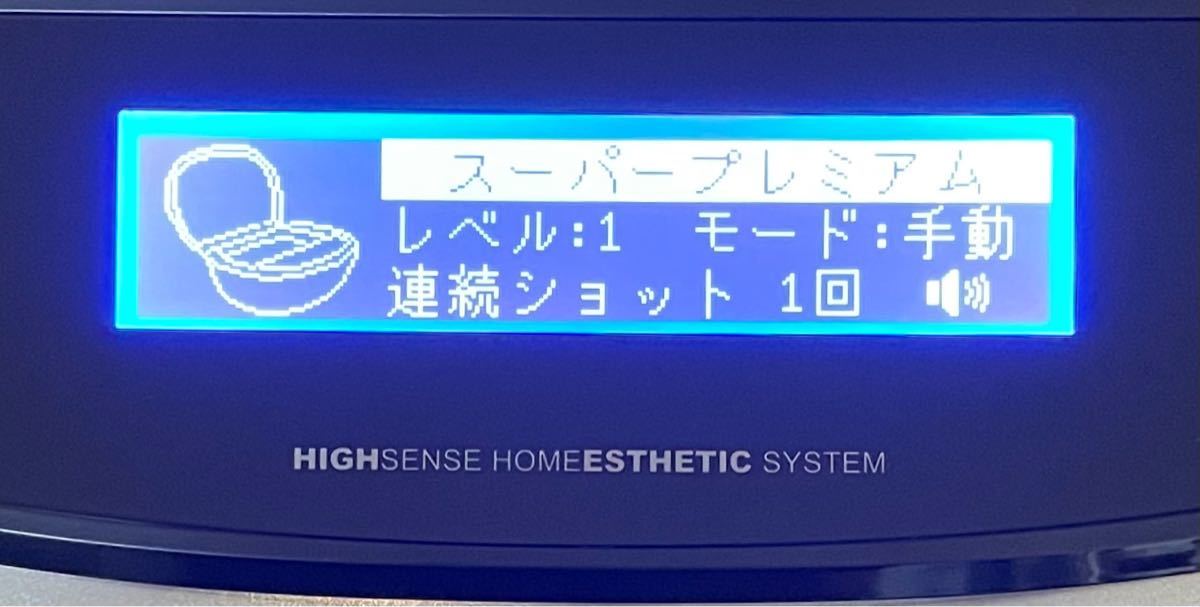 スーパープレミアム
レベル:1 モード:手動
連続ショット 1回
HIGHSENSE HOMEESTHETIC SYSTEM